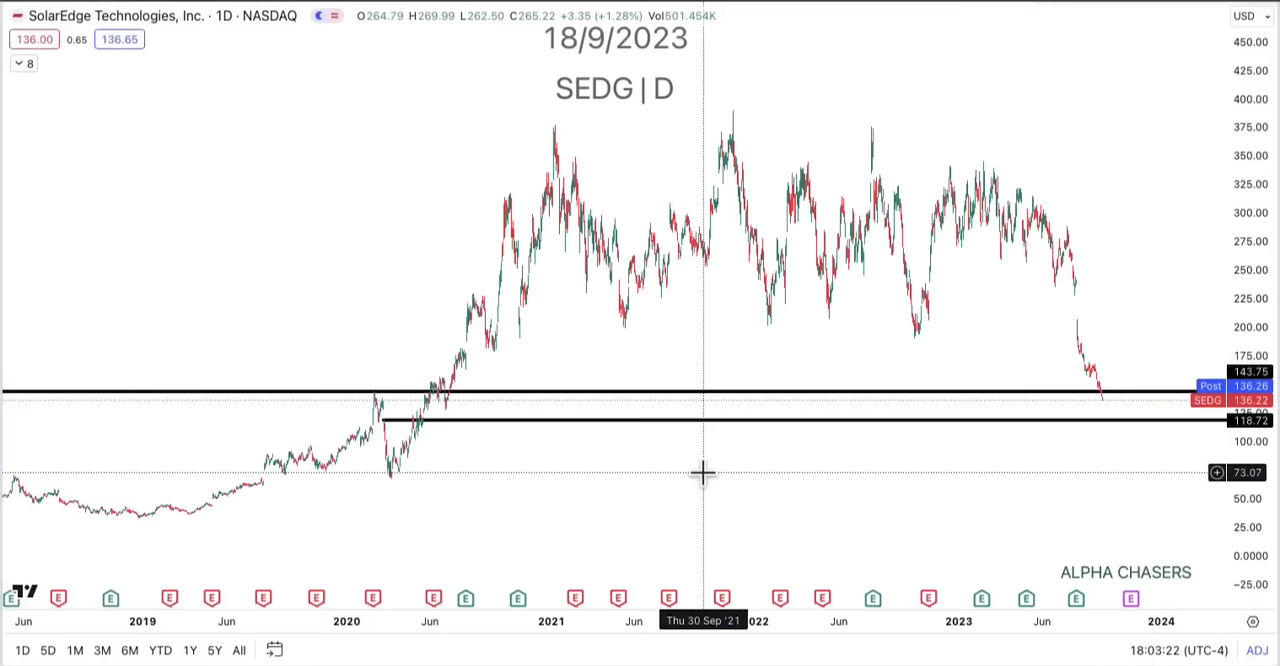 SolarEdge Technologies, Inc. · 1D · NASDAQ O264.79 H269.99 L262.50 C265.22 +3.35 (+1.28%) Vol501.454K
USD
136.00 0.65 136.65
8
18/9/2023
SEDG | D
450.00
425.00
400.00
375.00
350.00
325.00
300.00
275.00
250.00
225.00
200.00
175.00
143.75
Post 136.26
SEDG 136.22
118.72
100.00
73.07
50.00
25.00
0.0000
−25.00
ALPHA CHASERS
E E E E E E E E E E E E E E E E E E E E E E E E
Jun 2019 Jun 2020 Jun 2021 Jun Thu 30 Sep '21 2022 Jun 2023 Jun 2024
1D 5D 1M 3M 6M YTD 1Y 5Y All 18:03:22 (UTC-4) ADJ